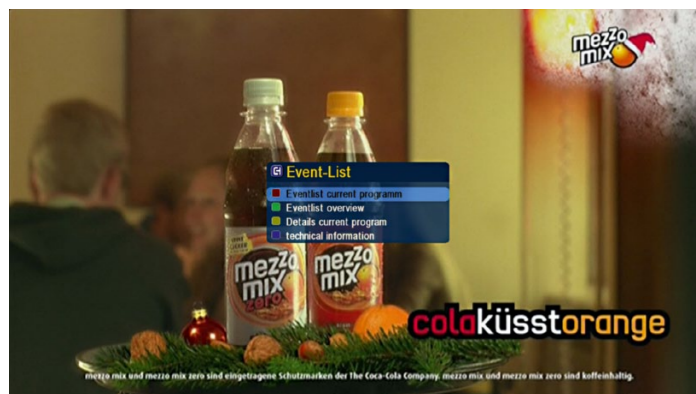 mezzo
mix
Event-List
Eventlist current programm
Eventlist overview
Details current program
technical information
mezzo
mix
zero
mezzo
mix
colaküsstorange
mezzo mix und mezzo mix zero sind eingetragene Schutzmarken der The Coca-Cola Company. mezzo mix und mezzo mix zero sind koffeinhaltig.